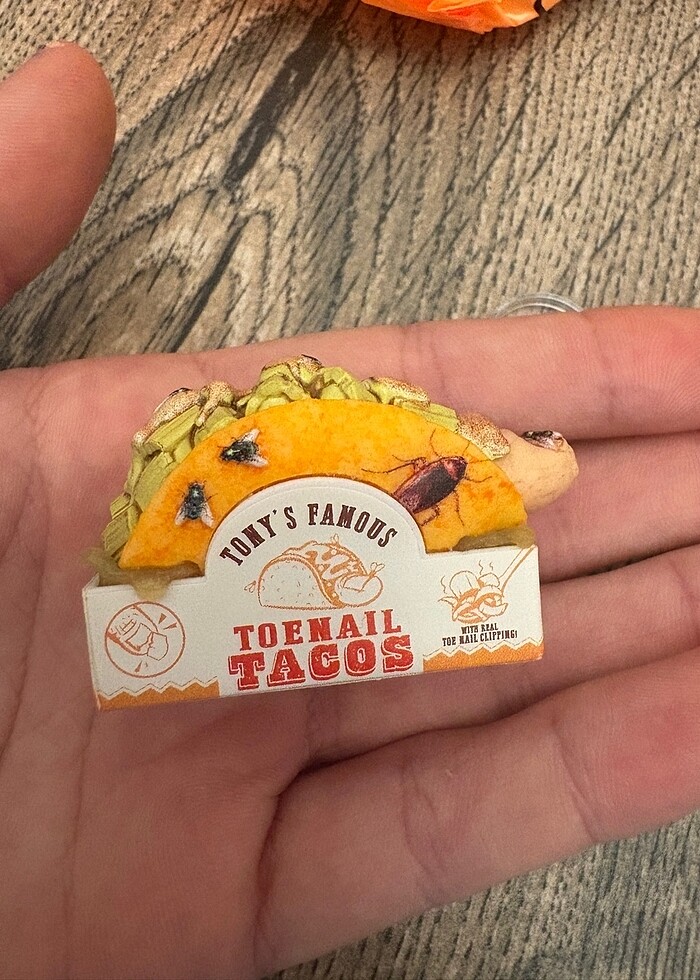 TONY'S FAMOUS
TOENAIL
TACOS
WITH REAL
TOE NAIL CLIPPING!